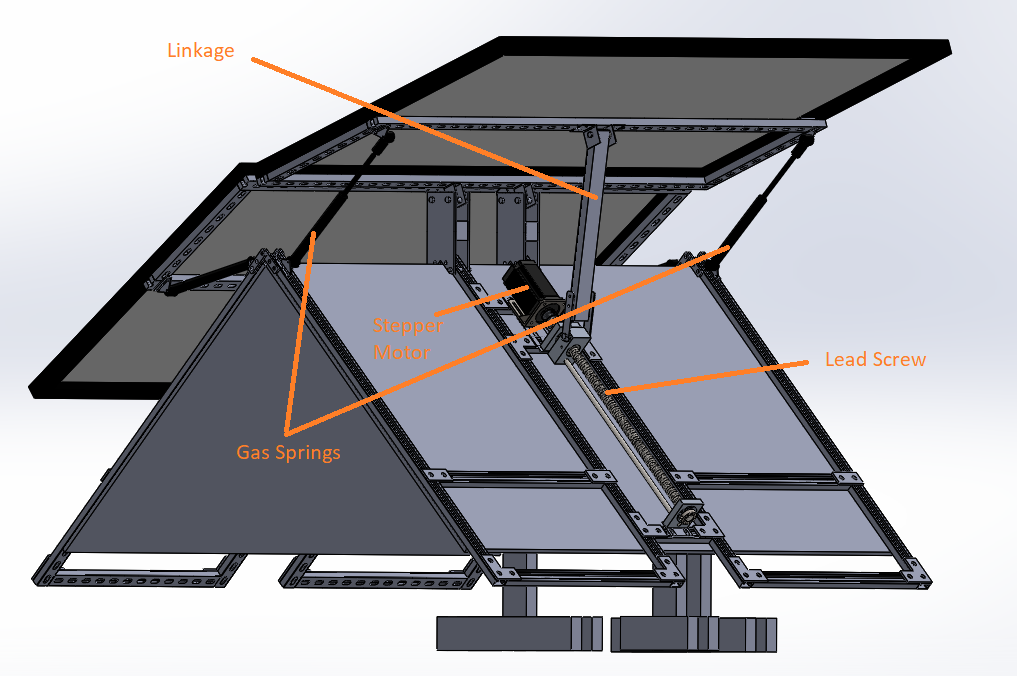 Linkage
Stepper
Motor
Lead Screw
Gas Springs